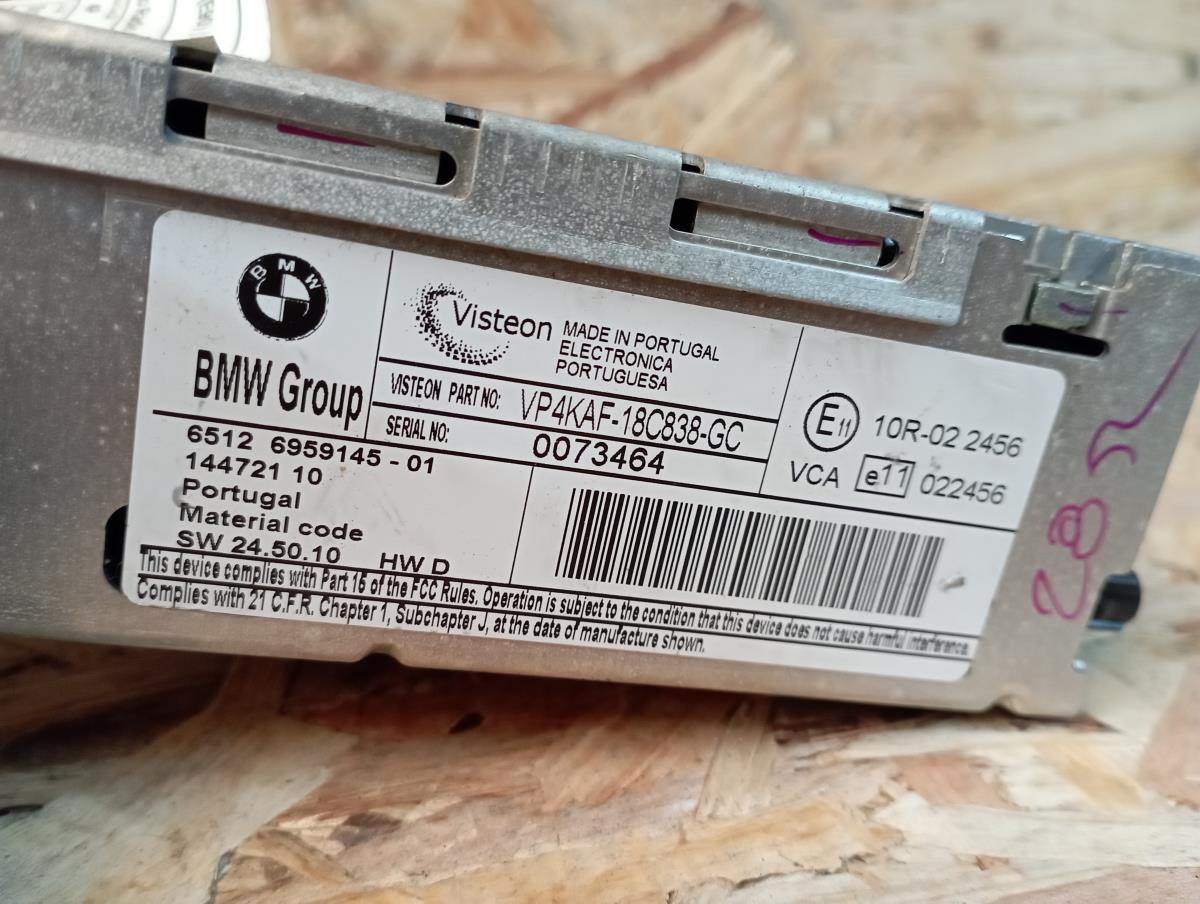 BMW
BMW Group
Visteon
MADE IN PORTUGAL
ELECTRONICA
PORTUGUESA
VISTEON PART NO: VP4KAF-18C838-GC
SERIAL NO: 0073464
E11 10R-02 2456
VCA e11 022456
6512 6959145 - 01
144721 10
Portugal
Material code
SW 24.50.10 HW D
This device complies with Part 15 of the FCC Rules. Operation is subject to the condition that this device does not cause harmful interference.
Complies with 21 C.F.R. Chapter 1, Subchapter J, at the date of manufacture shown.